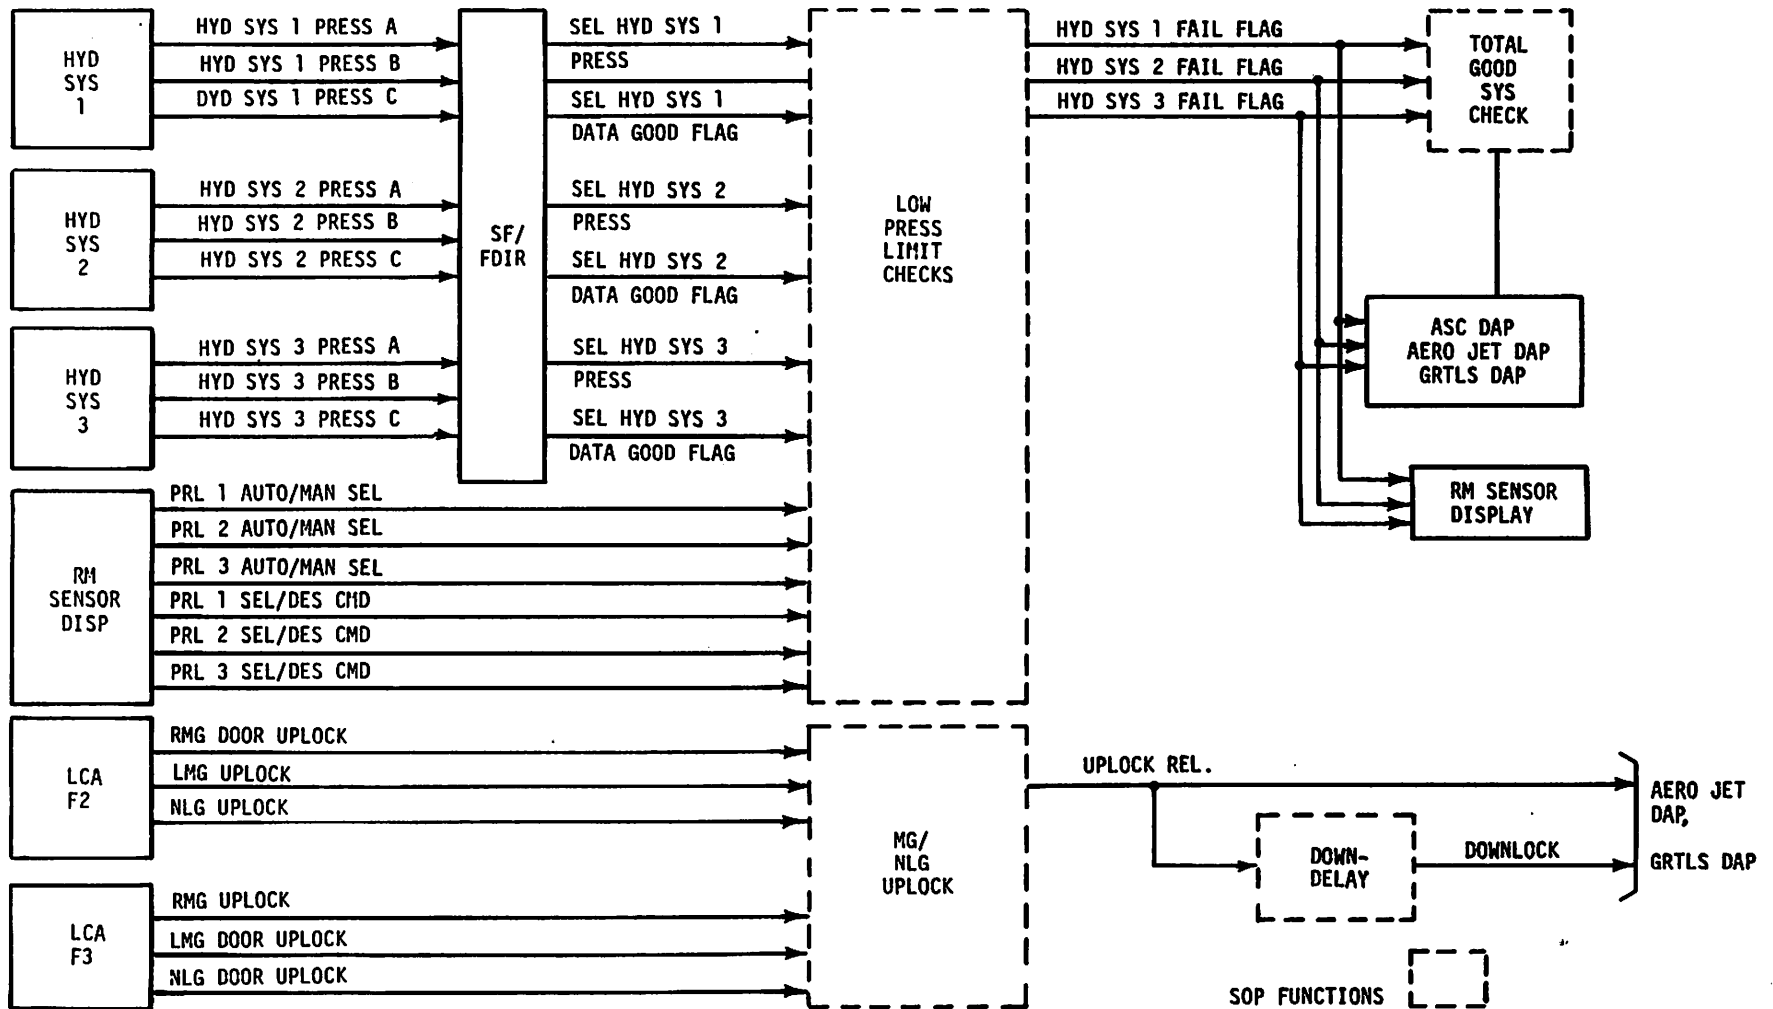 HYD
SYS
1
HYD SYS 1 PRESS A
HYD SYS 1 PRESS B
DYD SYS 1 PRESS C
HYD
SYS
2
HYD SYS 2 PRESS A
HYD SYS 2 PRESS B
HYD SYS 2 PRESS C
HYD
SYS
3
HYD SYS 3 PRESS A
HYD SYS 3 PRESS B
HYD SYS 3 PRESS C
SF/
FDIR
SEL HYD SYS 1
PRESS
SEL HYD SYS 1
DATA GOOD FLAG
SEL HYD SYS 2
PRESS
SEL HYD SYS 2
DATA GOOD FLAG
SEL HYD SYS 3
PRESS
SEL HYD SYS 3
DATA GOOD FLAG
RM
SENSOR
DISP
PRL 1 AUTO/MAN SEL
PRL 2 AUTO/MAN SEL
PRL 3 AUTO/MAN SEL
PRL 1 SEL/DES CMD
PRL 2 SEL/DES CMD
PRL 3 SEL/DES CMD
LOW
PRESS
LIMIT
CHECKS
HYD SYS 1 FAIL FLAG
HYD SYS 2 FAIL FLAG
HYD SYS 3 FAIL FLAG
TOTAL
GOOD
SYS
CHECK
ASC DAP
AERO JET DAP
GRTLS DAP
RM SENSOR
DISPLAY
LCA
F2
RMG DOOR UPLOCK
LMG UPLOCK
NLG UPLOCK
LCA
F3
RMG UPLOCK
LMG DOOR UPLOCK
NLG DOOR UPLOCK
MG/
NLG
UPLOCK
UPLOCK REL.
DOWN-
DELAY
DOWNLOCK
AERO JET
DAP,
GRTLS DAP
SOP FUNCTIONS